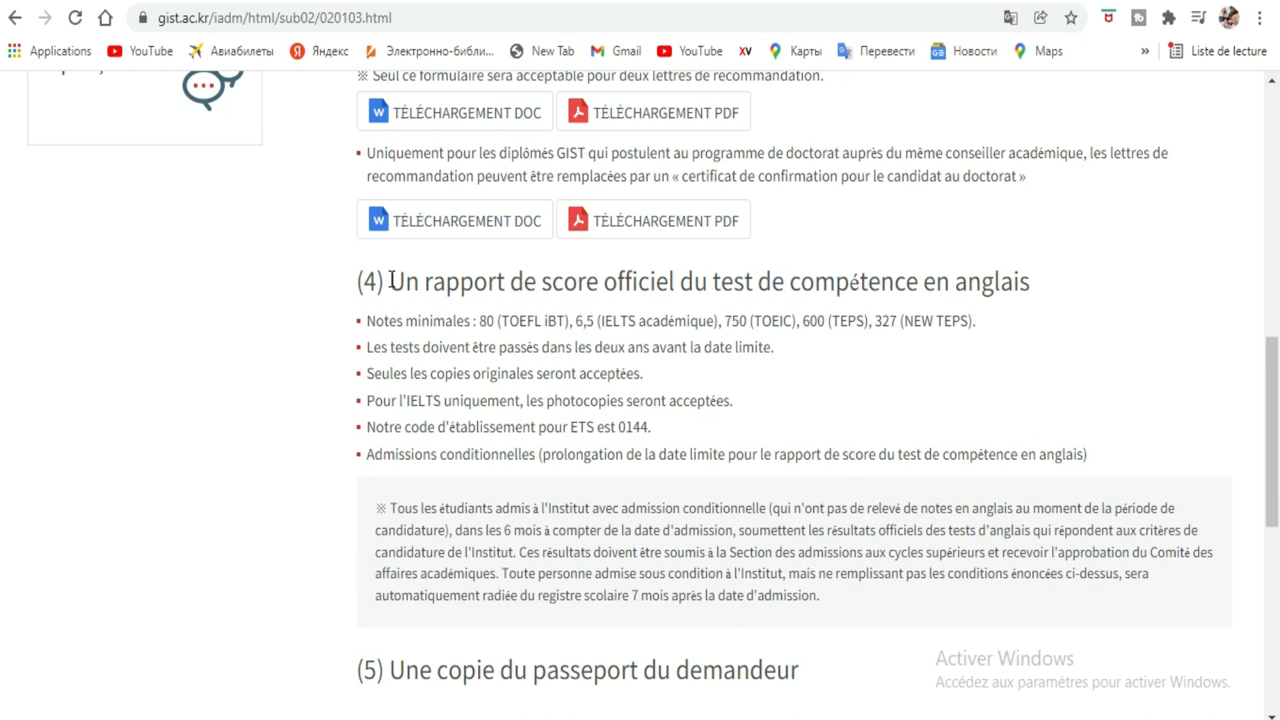 gist.ac.kr/iadm/html/sub02/020103.html
Applications YouTube Авиабилеты Яндекс Электронно-библи... New Tab Gmail YouTube XV Карты Перевести Новости Maps » Liste de lecture
※ Seul ce formulaire sera acceptable pour deux lettres de recommandation.
TÉLÉCHARGEMENT DOC TÉLÉCHARGEMENT PDF
Uniquement pour les diplômés GIST qui postulent au programme de doctorat auprès du même conseiller académique, les lettres de
recommandation peuvent être remplacées par un « certificat de confirmation pour le candidat au doctorat »
TÉLÉCHARGEMENT DOC TÉLÉCHARGEMENT PDF
(4) Un rapport de score officiel du test de compétence en anglais
Notes minimales : 80 (TOEFL iBT), 6,5 (IELTS académique), 750 (TOEIC), 600 (TEPS), 327 (NEW TEPS).
Les tests doivent être passés dans les deux ans avant la date limite.
Seules les copies originales seront acceptées.
Pour l'IELTS uniquement, les photocopies seront acceptées.
Notre code d'établissement pour ETS est 0144.
Admissions conditionnelles (prolongation de la date limite pour le rapport de score du test de compétence en anglais)
※ Tous les étudiants admis à l'Institut avec admission conditionnelle (qui n'ont pas de relevé de notes en anglais au moment de la période de
candidature), dans les 6 mois à compter de la date d'admission, soumettent les résultats officiels des tests d'anglais qui répondent aux critères de
candidature de l'Institut. Ces résultats doivent être soumis à la Section des admissions aux cycles supérieurs et recevoir l'approbation du Comité des
affaires académiques. Toute personne admise sous condition à l'Institut, mais ne remplissant pas les conditions énoncées ci-dessus, sera
automatiquement radiée du registre scolaire 7 mois après la date d'admission.
(5) Une copie du passeport du demandeur
Activer Windows
Accédez aux paramètres pour activer Windows.